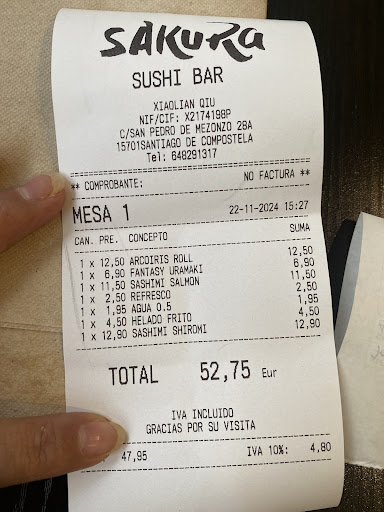 SAKURA
SUSHI BAR
XIAOLIAN QIU
NIF/CIF: X2174199P
C/SAN PEDRO DE MEZONZO 28A
15701SANTIAGO DE COMPOSTELA
Tel: 648291317
** COMPROBANTE: NO FACTURA **
MESA 1 22-11-2024 15:27
CAN. PRE. CONCEPTO SUMA
1 x 12,50 ARCOIRIS ROLL 12,50
1 x 6,90 FANTASY URAMAKI 6,90
1 x 11,50 SASHIMI SALMON 11,50
1 x 2,50 REFRESCO 2,50
1 x 1,95 AGUA 0.5 1,95
1 x 4,50 HELADO FRITO 4,50
1 x 12,90 SASHIMI SHIROMI 12,90
TOTAL 52,75 Eur
IVA INCLUIDO
GRACIAS POR SU VISITA
47,95 IVA 10%: 4,80